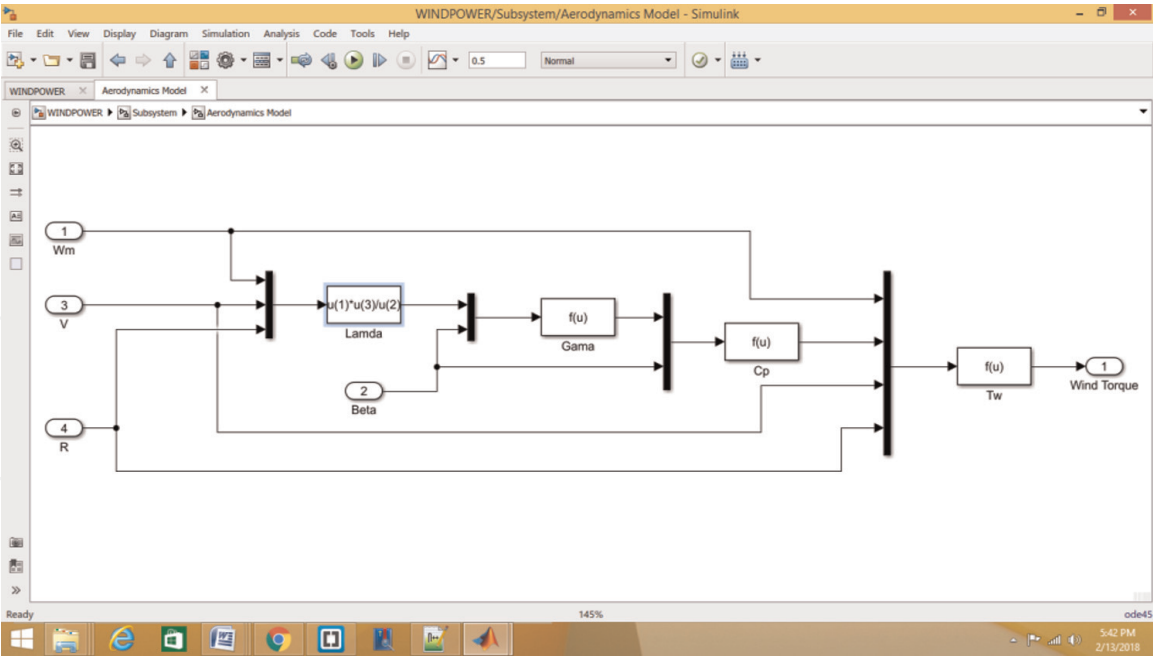 WINDPOWER/Subsystem/Aerodynamics Model - Simulink
File Edit View Display Diagram Simulation Analysis Code Tools Help
0.5 Normal
WINDPOWER Aerodynamics Model
WINDPOWER Subsystem Aerodynamics Model
1
Wm
3
V
u(1)*u(3)/u(2)
Lamda
f(u)
Gama
f(u)
Cp
2
Beta
f(u)
Tw
1
Wind Torque
4
R
Ready 145% ode45
5:42 PM
2/13/2018